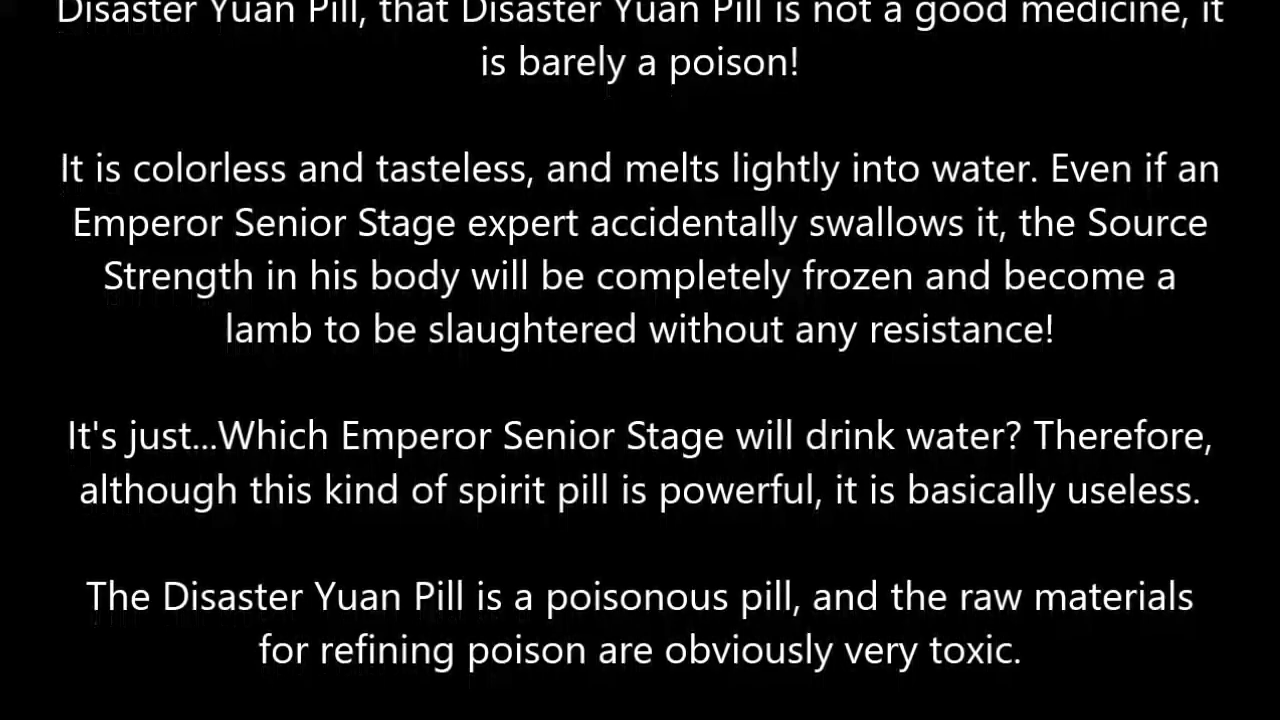 Disaster Yuan Pill, that Disaster Yuan Pill is not a good medicine, it
is barely a poison!
It is colorless and tasteless, and melts lightly into water. Even if an
Emperor Senior Stage expert accidentally swallows it, the Source
Strength in his body will be completely frozen and become a
lamb to be slaughtered without any resistance!
It's just...Which Emperor Senior Stage will drink water? Therefore,
although this kind of spirit pill is powerful, it is basically useless.
The Disaster Yuan Pill is a poisonous pill, and the raw materials
for refining poison are obviously very toxic.